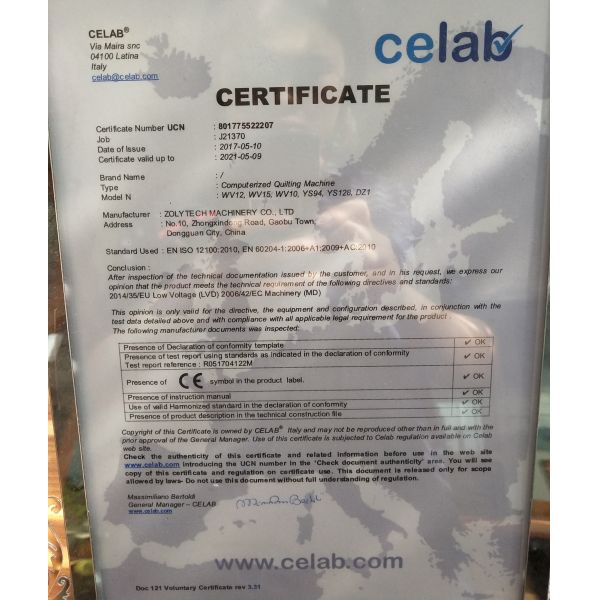 CELAB®
Via Maira snc
04100 Latina
Italy
celab@celab.com
celab
CERTIFICATE
Certificate Number UCN : 801775522207
Job : J21370
Date of Issue : 2017-05-10
Certificate valid up to : 2021-05-09
Brand Name : /
Type : Computerized Quilting Machine
Model N : WV12, WV15, WV10, YS94, YS128, DZ1
Manufacturer : ZOLYTECH MACHINERY CO., LTD
Address : No.10, Zhongxindong Road, Gaobu Town,
Dongguan City, China
Standard Used : EN ISO 12100:2010, EN 60204-1:2006+A1:2009+AC:2010
Conclusion :
After inspection of the technical documentation issued by the customer, and in his request, we express our
opinion that the product meets the technical requirement of the following directives and standards:
2014/35/EU Low Voltage (LVD) 2006/42/EC Machinery (MD)
This opinion is only valid for the directive, the equipment and configuration described, in conjunction with the
test data detailed above and with compliance with all applicable legal requirement for the product .
The following manufacturer documents was inspected:
Presence of Declaration of conformity template ✔ OK
Presence of test report using standards as indicated in the declaration of conformity ✔ OK
Test report reference : R051704122M
Presence of CE symbol in the product label. ✔ OK
Presence of instruction manual ✔ OK
Use of valid Harmonized standard in the declaration of conformity ✔ OK
Presence of product description in the technical construction file ✔ OK
Copyright of this Certificate is owned by CELAB® Italy and may not be reproduced other than in full and with the
prior approval of the General Manager. Use of this certificate is subjected to Celab regulation available on Celab
web site.
Check the authenticity of this certificate and related information before use in the web site
www.celab.com introducing the UCN number in the 'Check document authenticity' area. You will see
copy of this certificate and regulation on certificate use. This document is released only for scope
allowed by laws- Do not use this document without full understanding of regulation.
Massimiliano Bertoldi
General Manager – CELAB
www.celab.com
www.celab.com
Doc 121 Voluntary Certificate rev 3.31